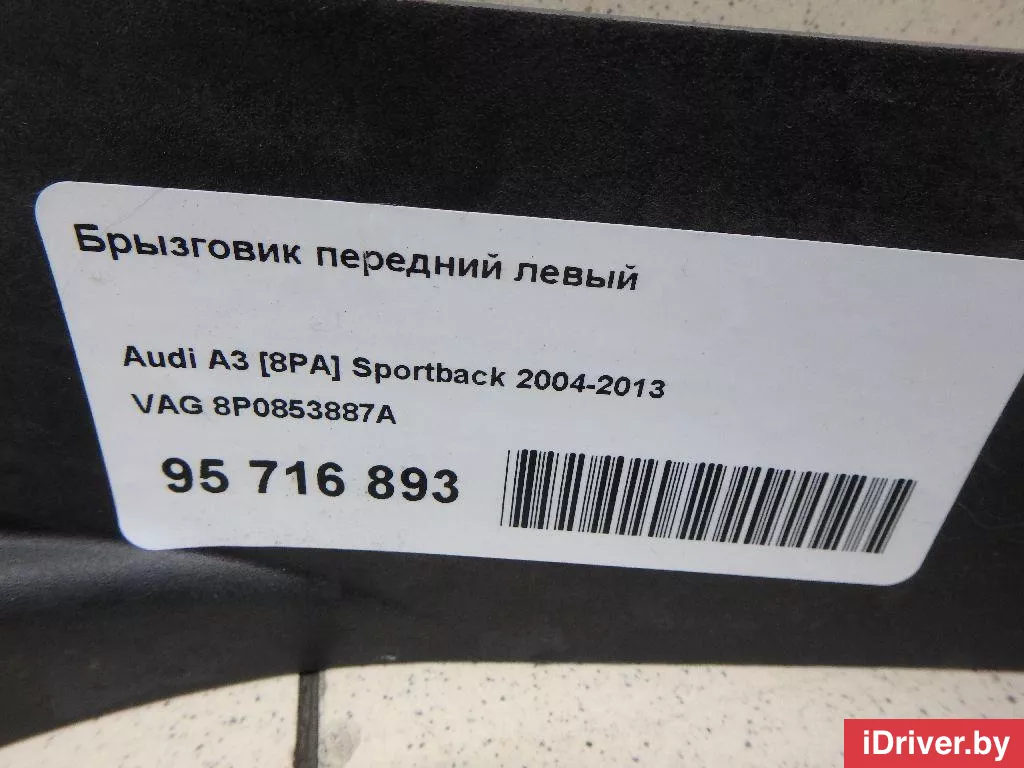 Брызговик передний левый
Audi A3 [8PA] Sportback 2004-2013
VAG 8P0853887A
95 716 893
iDriver.by